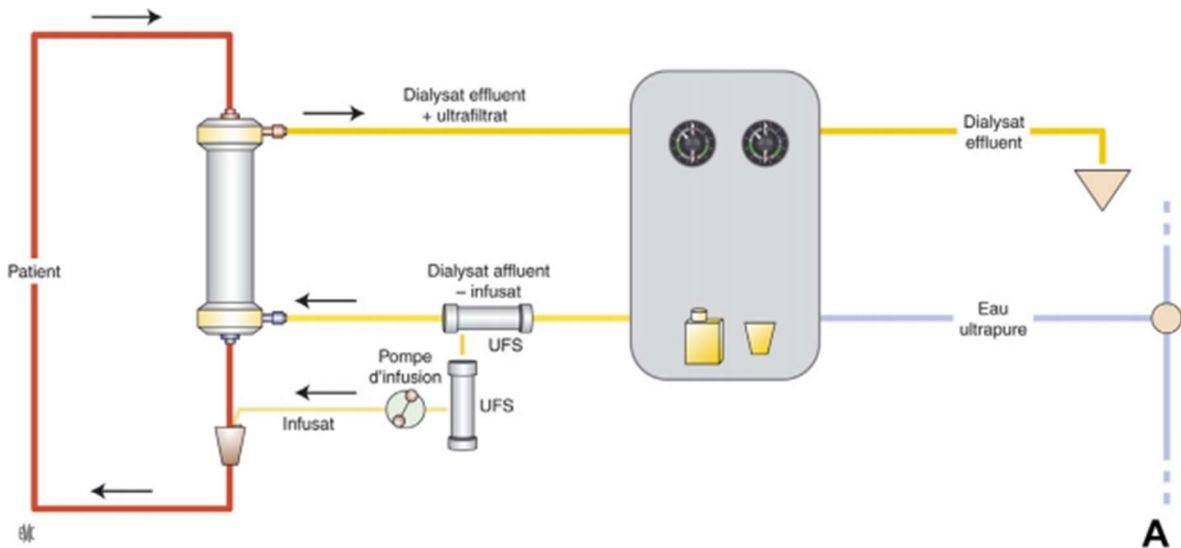 Dialysat effluent
+ ultrafiltrat
Dialysat
effluent
Patient
Dialysat affluent
– infusat
UFS
Eau
ultrapure
Pompe
d'infusion
UFS
Infusat
A